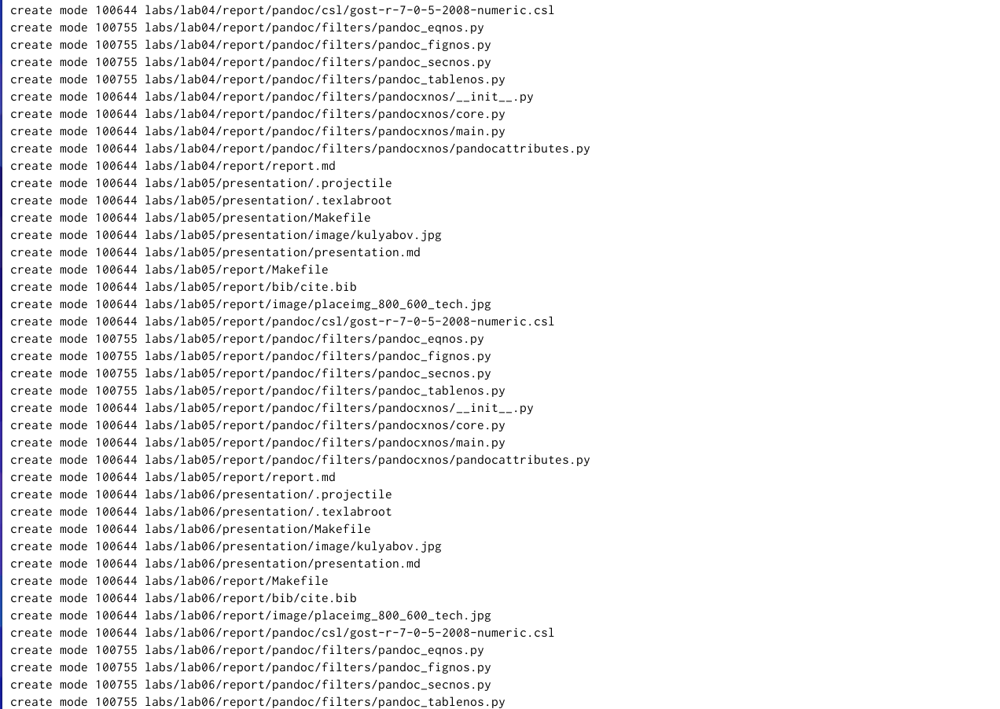 create mode 100644 labs/lab04/report/pandoc/csl/gost-r-7-0-5-2008-numeric.csl
create mode 100755 labs/lab04/report/pandoc/filters/pandoc_eqnos.py
create mode 100755 labs/lab04/report/pandoc/filters/pandoc_fignos.py
create mode 100755 labs/lab04/report/pandoc/filters/pandoc_secnos.py
create mode 100755 labs/lab04/report/pandoc/filters/pandoc_tablenos.py
create mode 100644 labs/lab04/report/pandoc/filters/pandocxnos/__init__.py
create mode 100644 labs/lab04/report/pandoc/filters/pandocxnos/core.py
create mode 100644 labs/lab04/report/pandoc/filters/pandocxnos/main.py
create mode 100644 labs/lab04/report/pandoc/filters/pandocxnos/pandocattributes.py
create mode 100644 labs/lab04/report/report.md
create mode 100644 labs/lab05/presentation/.projectile
create mode 100644 labs/lab05/presentation/.texlabroot
create mode 100644 labs/lab05/presentation/Makefile
create mode 100644 labs/lab05/presentation/image/kulyabov.jpg
create mode 100644 labs/lab05/presentation/presentation.md
create mode 100644 labs/lab05/report/Makefile
create mode 100644 labs/lab05/report/bib/cite.bib
create mode 100644 labs/lab05/report/image/placeimg_800_600_tech.jpg
create mode 100644 labs/lab05/report/pandoc/csl/gost-r-7-0-5-2008-numeric.csl
create mode 100755 labs/lab05/report/pandoc/filters/pandoc_eqnos.py
create mode 100755 labs/lab05/report/pandoc/filters/pandoc_fignos.py
create mode 100755 labs/lab05/report/pandoc/filters/pandoc_secnos.py
create mode 100755 labs/lab05/report/pandoc/filters/pandoc_tablenos.py
create mode 100644 labs/lab05/report/pandoc/filters/pandocxnos/__init__.py
create mode 100644 labs/lab05/report/pandoc/filters/pandocxnos/core.py
create mode 100644 labs/lab05/report/pandoc/filters/pandocxnos/main.py
create mode 100644 labs/lab05/report/pandoc/filters/pandocxnos/pandocattributes.py
create mode 100644 labs/lab05/report/report.md
create mode 100644 labs/lab06/presentation/.projectile
create mode 100644 labs/lab06/presentation/.texlabroot
create mode 100644 labs/lab06/presentation/Makefile
create mode 100644 labs/lab06/presentation/image/kulyabov.jpg
create mode 100644 labs/lab06/presentation/presentation.md
create mode 100644 labs/lab06/report/Makefile
create mode 100644 labs/lab06/report/bib/cite.bib
create mode 100644 labs/lab06/report/image/placeimg_800_600_tech.jpg
create mode 100644 labs/lab06/report/pandoc/csl/gost-r-7-0-5-2008-numeric.csl
create mode 100755 labs/lab06/report/pandoc/filters/pandoc_eqnos.py
create mode 100755 labs/lab06/report/pandoc/filters/pandoc_fignos.py
create mode 100755 labs/lab06/report/pandoc/filters/pandoc_secnos.py
create mode 100755 labs/lab06/report/pandoc/filters/pandoc_tablenos.py